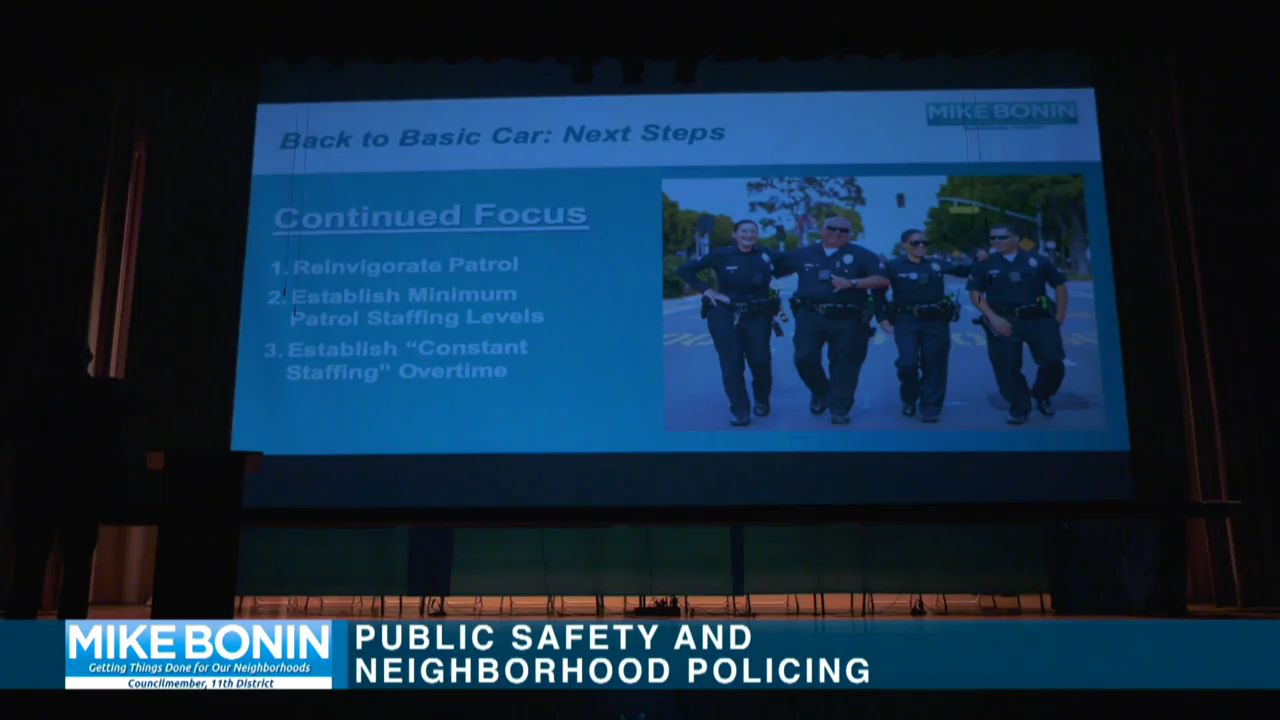 MIKE BONIN
Back to Basic Car: Next Steps
Continued Focus
1. Reinvigorate Patrol
2. Establish Minimum
Patrol Staffing Levels
3. Establish “Constant
Staffing” Overtime
MIKE BONIN
Getting Things Done for Our Neighborhoods
Councilmember, 11th District
PUBLIC SAFETY AND
NEIGHBORHOOD POLICING